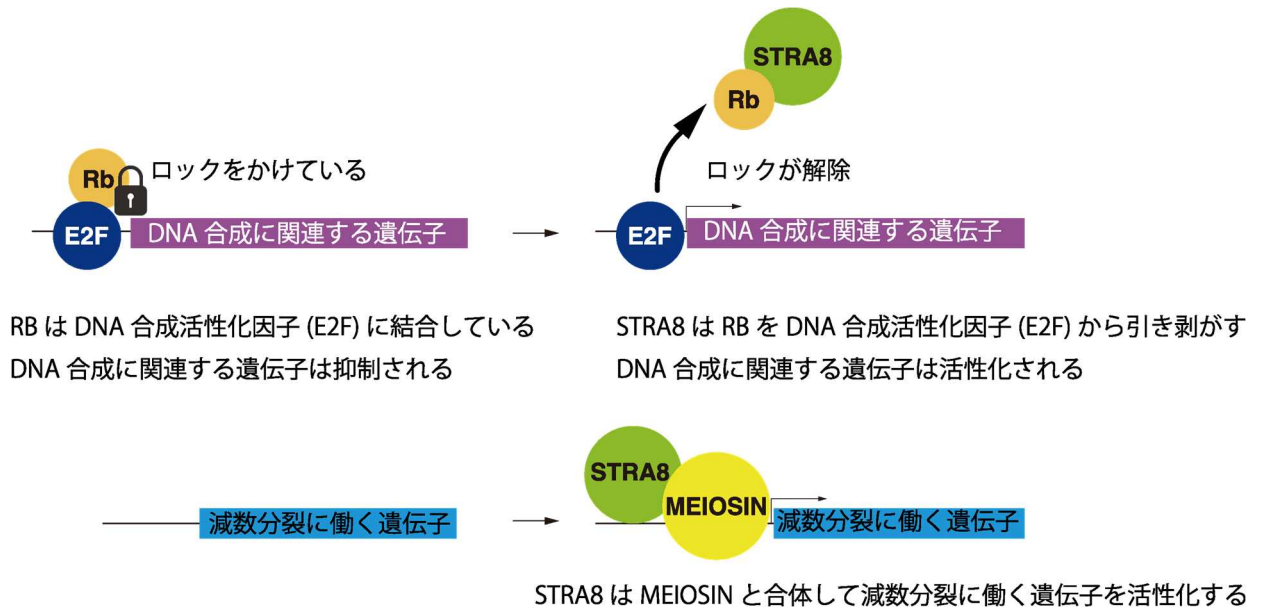 STRA8
Rb
Rb
ロックをかけている
ロックが解除
E2F
DNA 合成に関連する遺伝子
E2F
DNA 合成に関連する遺伝子
RB は DNA 合成活性化因子 (E2F) に結合している
DNA 合成に関連する遺伝子は抑制される
STRA8 は RB を DNA 合成活性化因子 (E2F) から引き剥がす
DNA 合成に関連する遺伝子は活性化される
STRA8
MEIOSIN
減数分裂に働く遺伝子
減数分裂に働く遺伝子
STRA8 は MEIOSIN と合体して減数分裂に働く遺伝子を活性化する